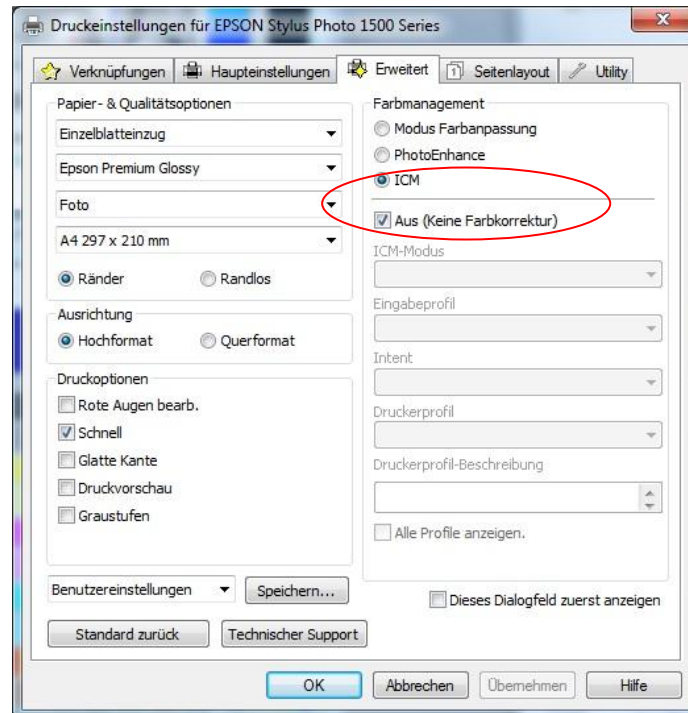 Druckeinstellungen für EPSON Stylus Photo 1500 Series
Verknüpfungen Haupteinstellungen Erweitert Seitenlayout Utility
Papier- & Qualitätsoptionen
Einzelblatteinzug
Epson Premium Glossy
Foto
A4 297 x 210 mm
Ränder Randlos
Ausrichtung
Hochformat Querformat
Druckoptionen
Rote Augen bearb.
Schnell
Glatte Kante
Druckvorschau
Graustufen
Farbmanagement
Modus Farbanpassung
PhotoEnhance
ICM
Aus (Keine Farbkorrektur)
ICM-Modus
Eingabeprofil
Intent
Druckerprofil
Druckerprofil-Beschreibung
Alle Profile anzeigen.
Benutzereinstellungen Speichern...
Dieses Dialogfeld zuerst anzeigen
Standard zurück Technischer Support
OK Abbrechen Übernehmen Hilfe